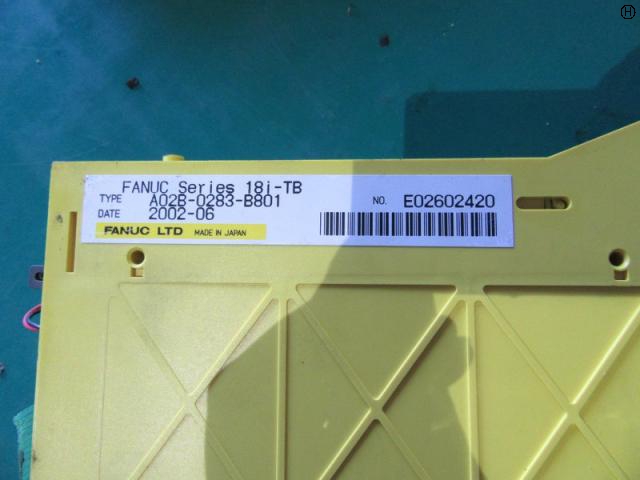 FANUC Series 18i-TB
TYPE A02B-0283-B801
DATE 2002-06
NO. E02602420
FANUC LTD MADE IN JAPAN
H